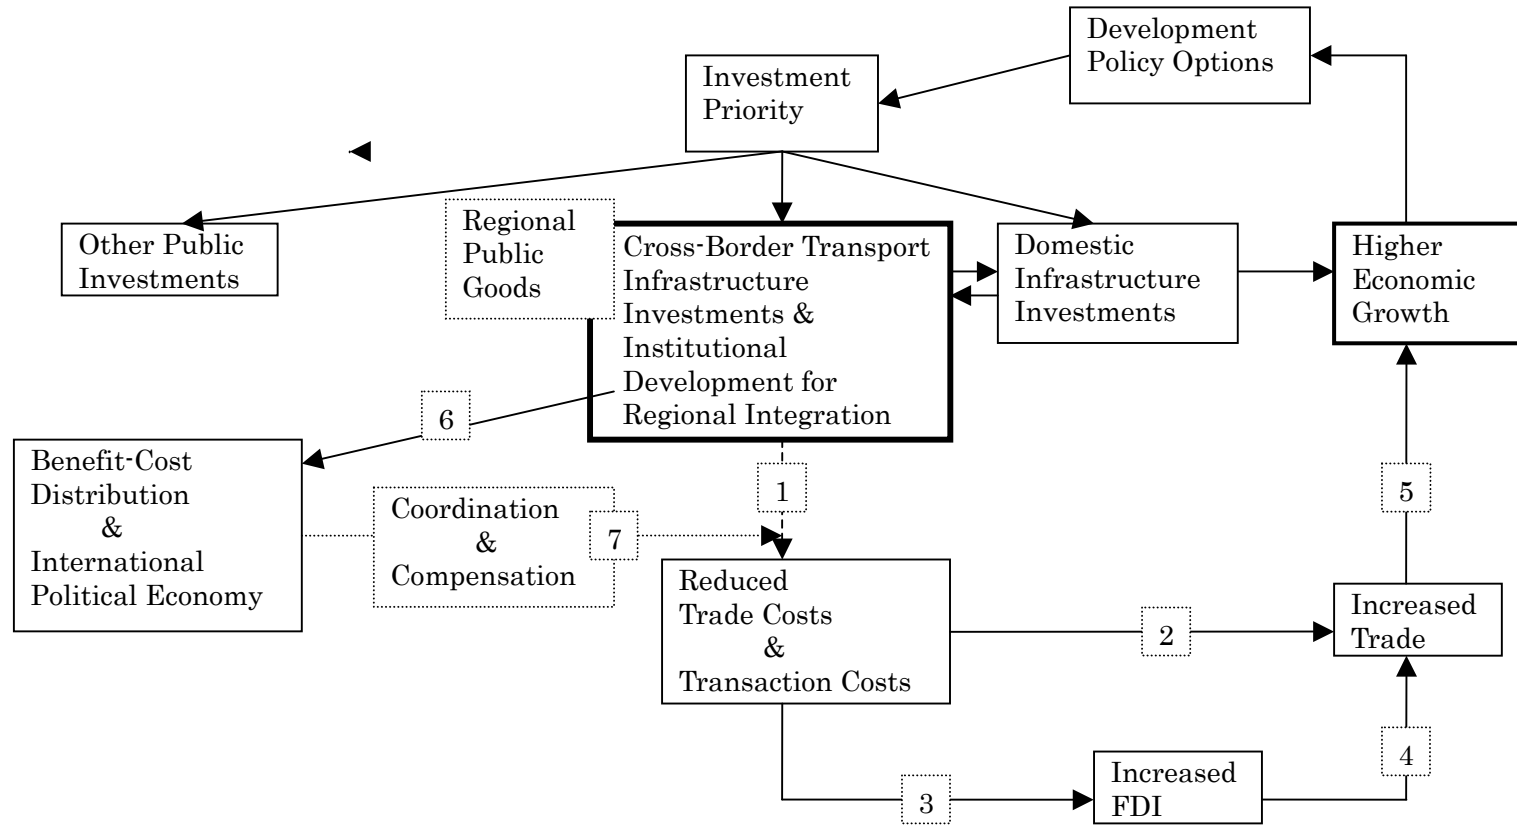 Development
Policy Options
Investment
Priority
Regional
Public
Goods
Other Public
Investments
Cross-Border Transport
Infrastructure
Investments &
Institutional
Development for
Regional Integration
Domestic
Infrastructure
Investments
Higher
Economic
Growth
6
Benefit-Cost
Distribution
&
International
Political Economy
Coordination
&
Compensation
7
1
5
Reduced
Trade Costs
&
Transaction Costs
2
Increased
Trade
3
Increased
FDI
4